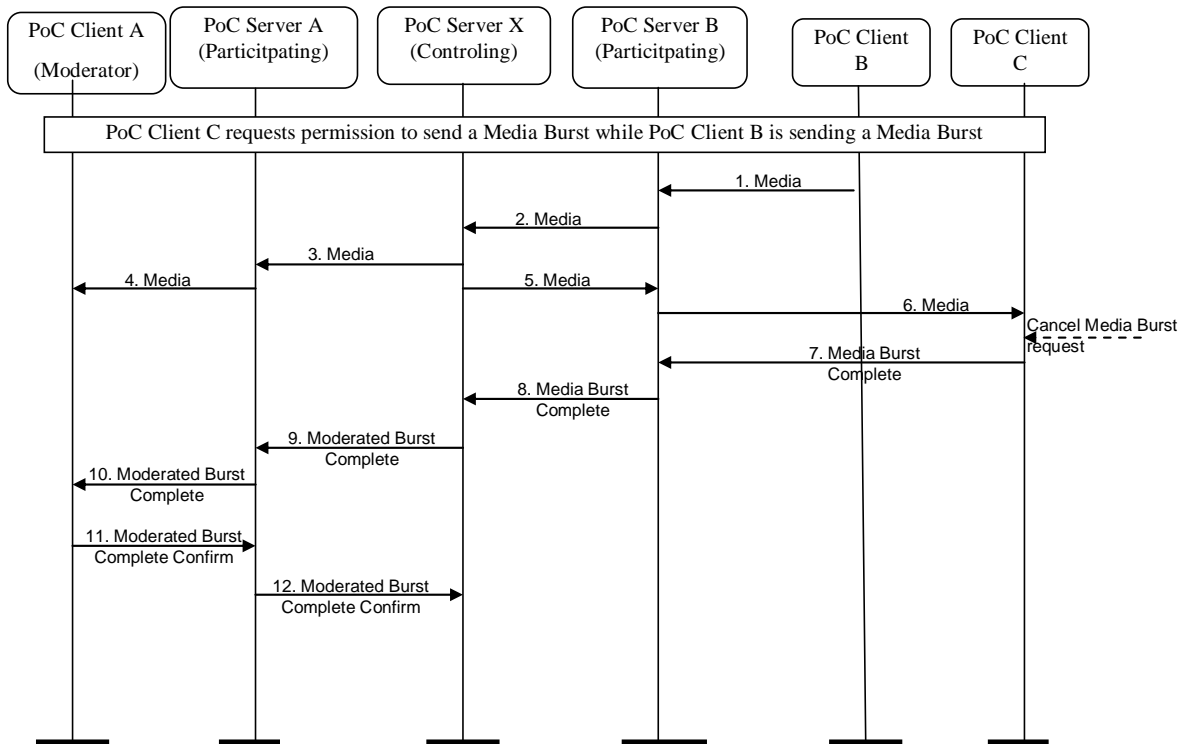 PoC Client A
(Moderator)
PoC Server A
(Particitpating)
PoC Server X
(Controling)
PoC Server B
(Particitpating)
PoC Client
B
PoC Client
C
PoC Client C requests permission to send a Media Burst while PoC Client B is sending a Media Burst
1. Media
2. Media
3. Media
4. Media
5. Media
6. Media
Cancel Media Burst
request
7. Media Burst
Complete
8. Media Burst
Complete
9. Moderated Burst
Complete
10. Moderated Burst
Complete
11. Moderated Burst
Complete Confirm
12. Moderated Burst
Complete Confirm